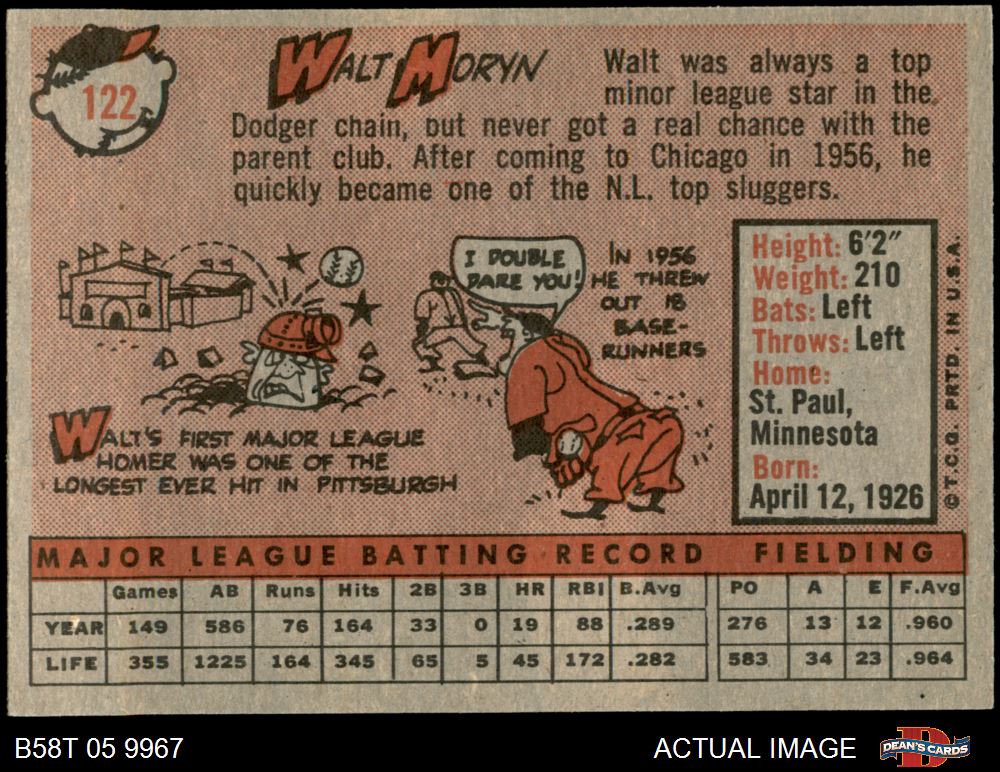 122
WALT MORYN
Walt was always a top
minor league star in the
Dodger chain, but never got a real chance with the
parent club. After coming to Chicago in 1956, he
quickly became one of the N.L. top sluggers.
I DOUBLE
DARE YOU!
IN 1956
HE THREW
OUT 18
BASE-
RUNNERS
WALT'S FIRST MAJOR LEAGUE
HOMER WAS ONE OF THE
LONGEST EVER HIT IN PITTSBURGH
Height: 6'2"
Weight: 210
Bats: Left
Throws: Left
Home:
St. Paul,
Minnesota
Born:
April 12, 1926
© T.C.G. PRTD. IN U.S.A.
MAJOR LEAGUE BATTING RECORD FIELDING
Games AB Runs Hits 2B 3B HR RBI B.Avg PO A E F.Avg
YEAR 149 586 76 164 33 0 19 88 .289 276 13 12 .960
LIFE 355 1225 164 345 65 5 45 172 .282 583 34 23 .964
B58T 05 9967 ACTUAL IMAGE DEAN'S CARDS